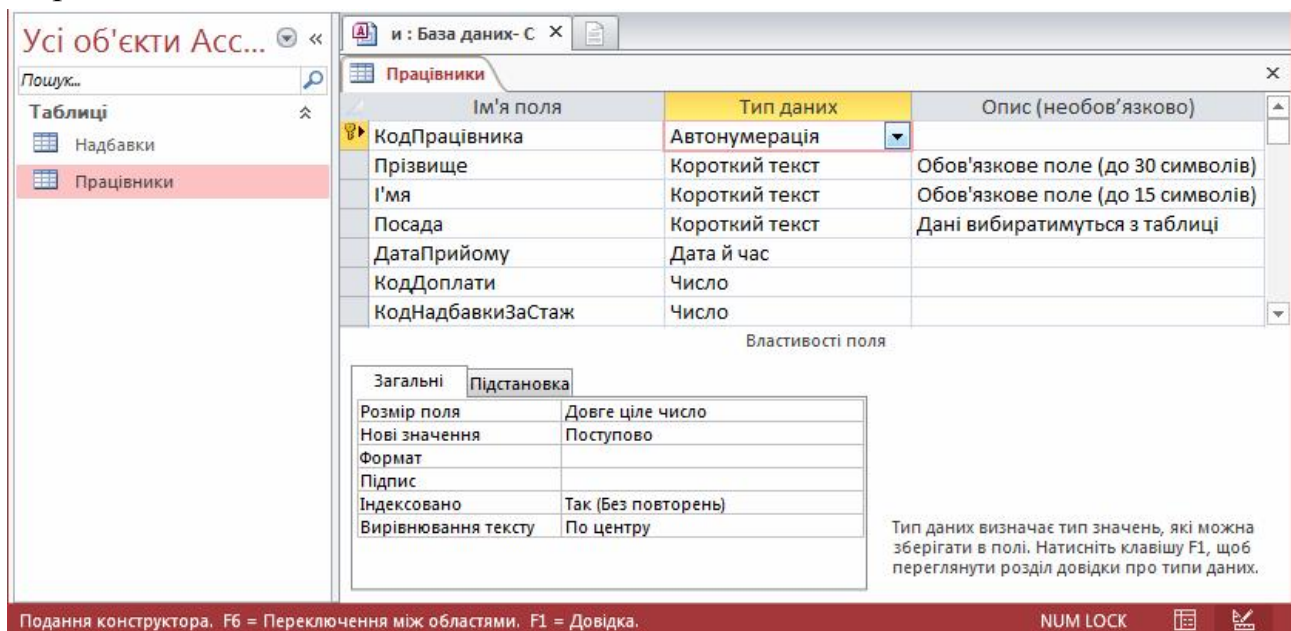 Усі об'єкти Acc... «
и : База даних- С ×
Пошук...
Працівники ×
Таблиці
Надбавки
Працівники
Ім'я поля Тип даних Опис (необов’язково)
КодПрацівника Автонумерація
Прізвище Короткий текст Обов'язкове поле (до 30 символів)
І'мя Короткий текст Обов'язкове поле (до 15 символів)
Посада Короткий текст Дані вибиратимуться з таблиці
ДатаПрийому Дата й час
КодДоплати Число
КодНадбавкиЗаСтаж Число
Властивості поля
Загальні Підстановка
Розмір поля Довге ціле число
Нові значення Поступово
Формат
Підпис
Індексовано Так (Без повторень)
Вирівнювання тексту По центру
Тип даних визначає тип значень, які можна
зберігати в полі. Натисніть клавішу F1, щоб
переглянути розділ довідки про типи даних.
Подання конструктора. F6 = Переключення між областями. F1 = Довідка. NUM LOCK